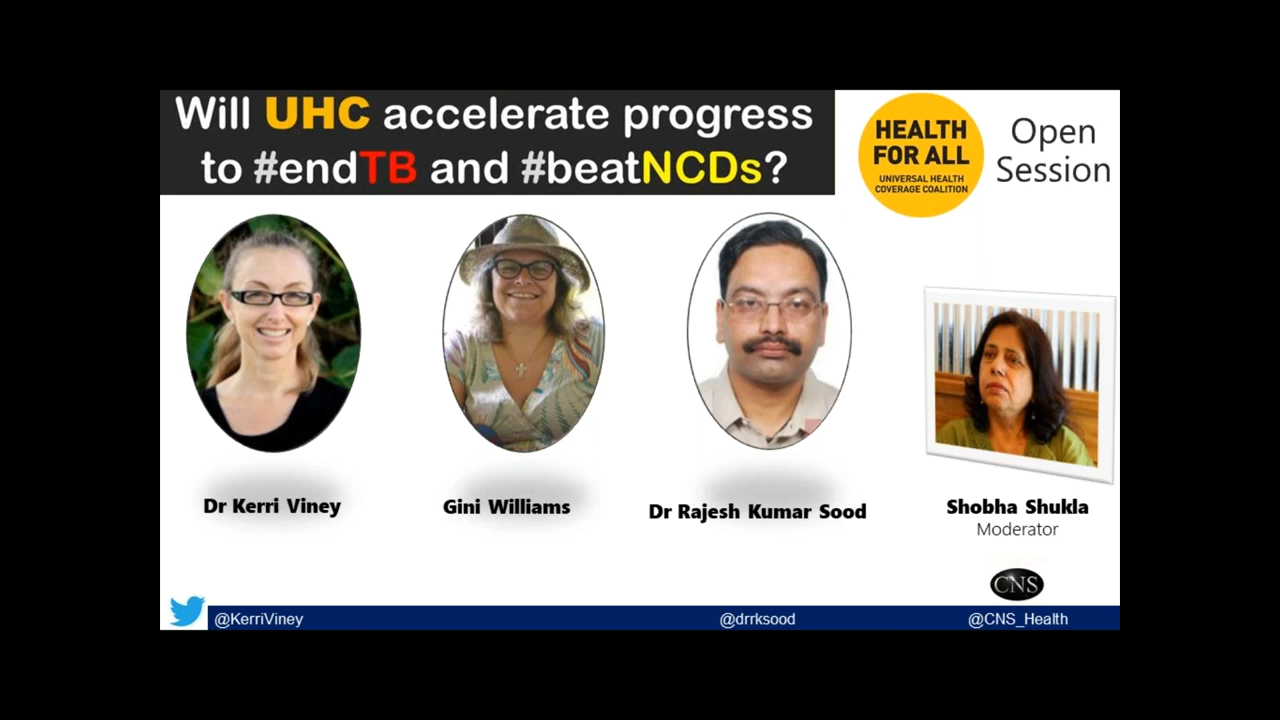 Will UHC accelerate progress
to #endTB and #beatNCDs?
HEALTH
FOR ALL
UNIVERSAL HEALTH
COVERAGE COALITION
Open
Session
Dr Kerri Viney
Gini Williams
Dr Rajesh Kumar Sood
Shobha Shukla
Moderator
CNS
@KerriViney
@drrksood
@CNS_Health